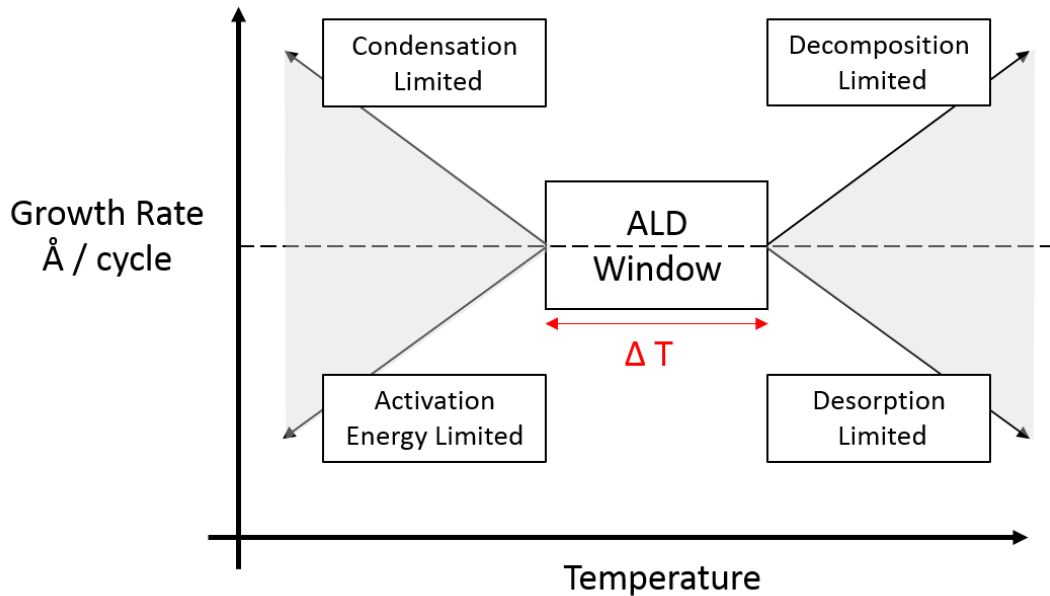 Condensation
Limited
Decomposition
Limited
Growth Rate
Å / cycle
ALD
Window
Δ T
Activation
Energy Limited
Desorption
Limited
Temperature